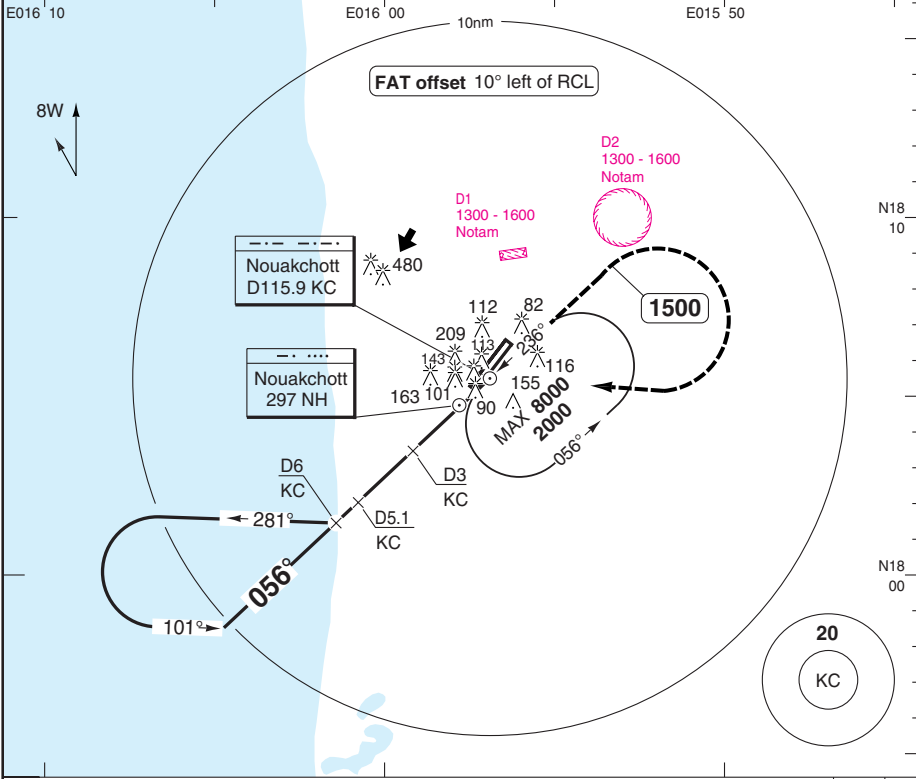 E016 10
E016 00
E015 50
10nm
FAT offset 10° left of RCL
8W
D2
1300 - 1600
Notam
D1
1300 - 1600
Notam
N18
10
Nouakchott
D115.9 KC
480
1500
112
82
209
113
236°
143
116
Nouakchott
297 NH
163
101
90
155
MAX 8000
2000
056°
D6
KC
D3
KC
D5.1
KC
281°
056°
101°
N18
00
20
KC